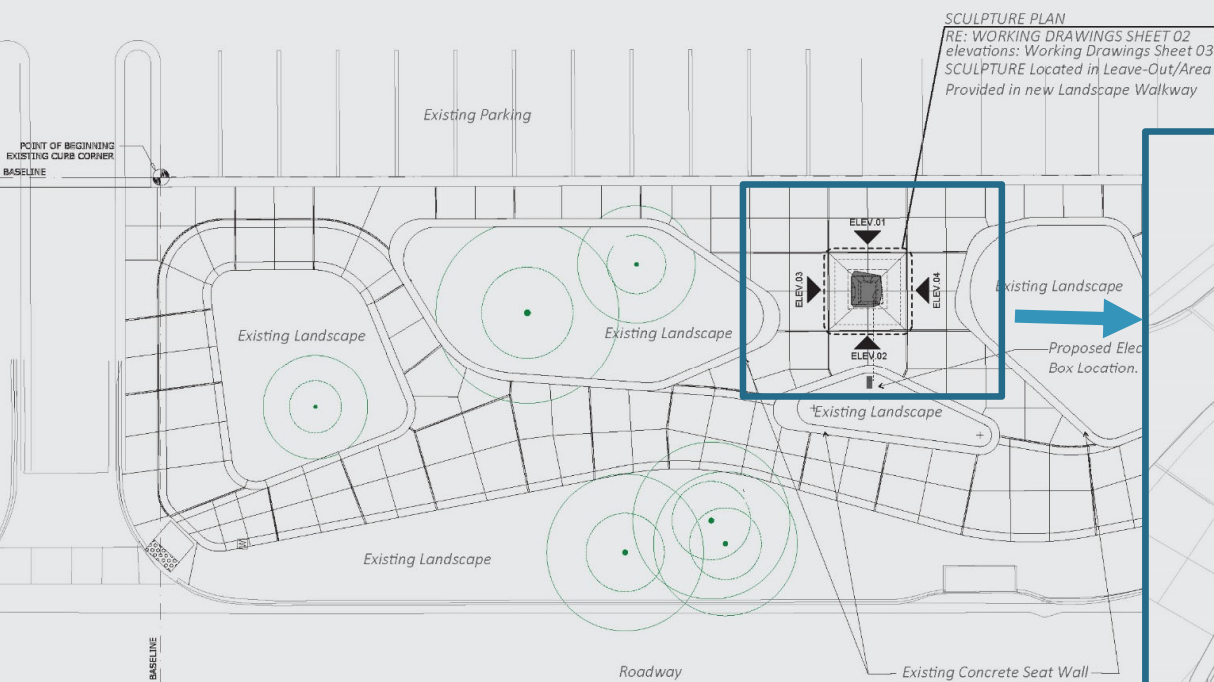 SCULPTURE PLAN
RE: WORKING DRAWINGS SHEET 02
elevations: Working Drawings Sheet 03
SCULPTURE Located in Leave-Out/Area
Provided in new Landscape Walkway
Existing Parking
POINT OF BEGINNING
EXISTING CURB CORNER
BASELINE
ELEV.01
ELEV.03
ELEV.04
ELEV.02
Existing Landscape
Existing Landscape
Existing Landscape
Proposed Elec
Box Location.
Existing Landscape
Existing Landscape
BASELINE
Roadway
Existing Concrete Seat Wall